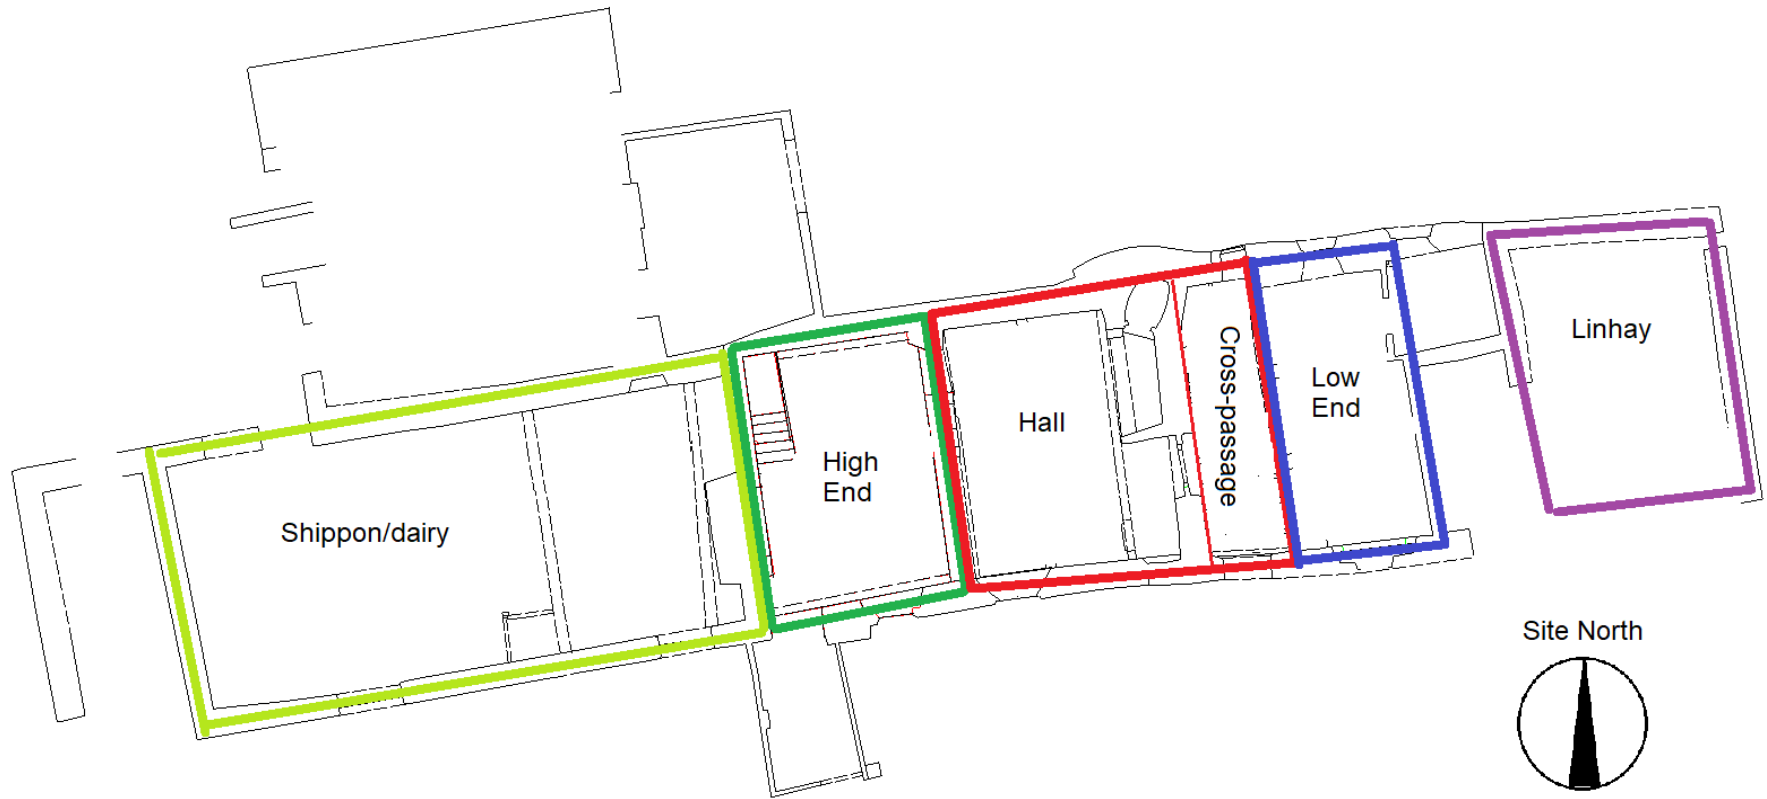 Shippon/dairy
High
End
Hall
Cross-passage
Low
End
Linhay
Site North